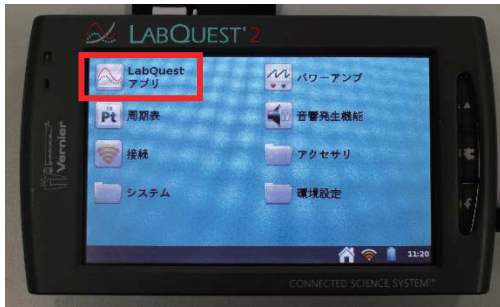 LABQUEST®2
LabQuest
アプリ
パワーアンプ
Pt
周期表
音響発生機能
接続
アクセサリ
システム
環境設定
11:20
Vernier
CONNECTED SCIENCE SYSTEM™